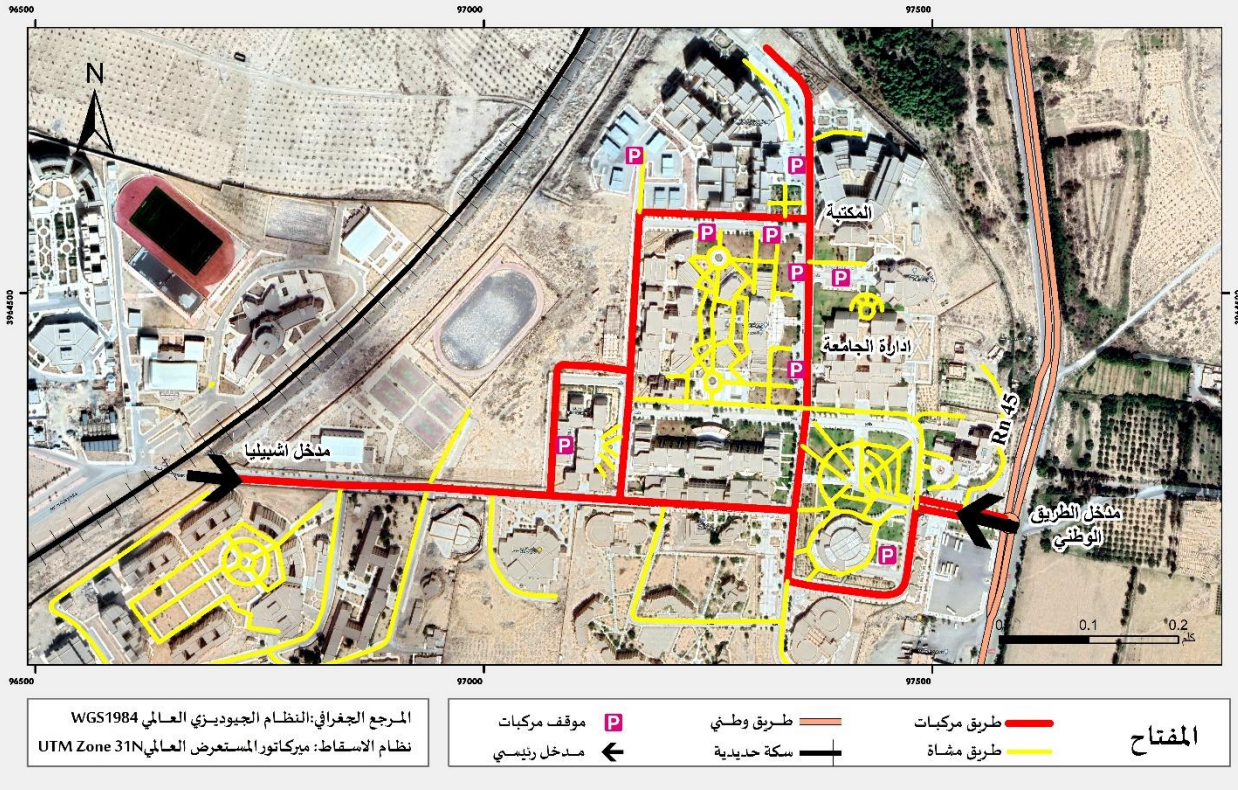 96500
97000
97500
N
P
P
المكتبة
P
P
P
P
3964500
3964500
ادارة الجامعة
P
Rn 45
P
مدخل اشبيليا
مدخل الطريق
الوطني
P
0
0.1
0.2
كلم
96500
97000
97500
المفتاح
طريق مركبات
طريق وطني
موقف مركبات
P
طريق مشاة
سكة حديدية
مدخل رئيسي
المرجع الجغرافي:النظام الجيوديزي العالمي WGS1984
نظام الاسقاط: ميركاتور المستعرض العالمي UTM Zone 31N